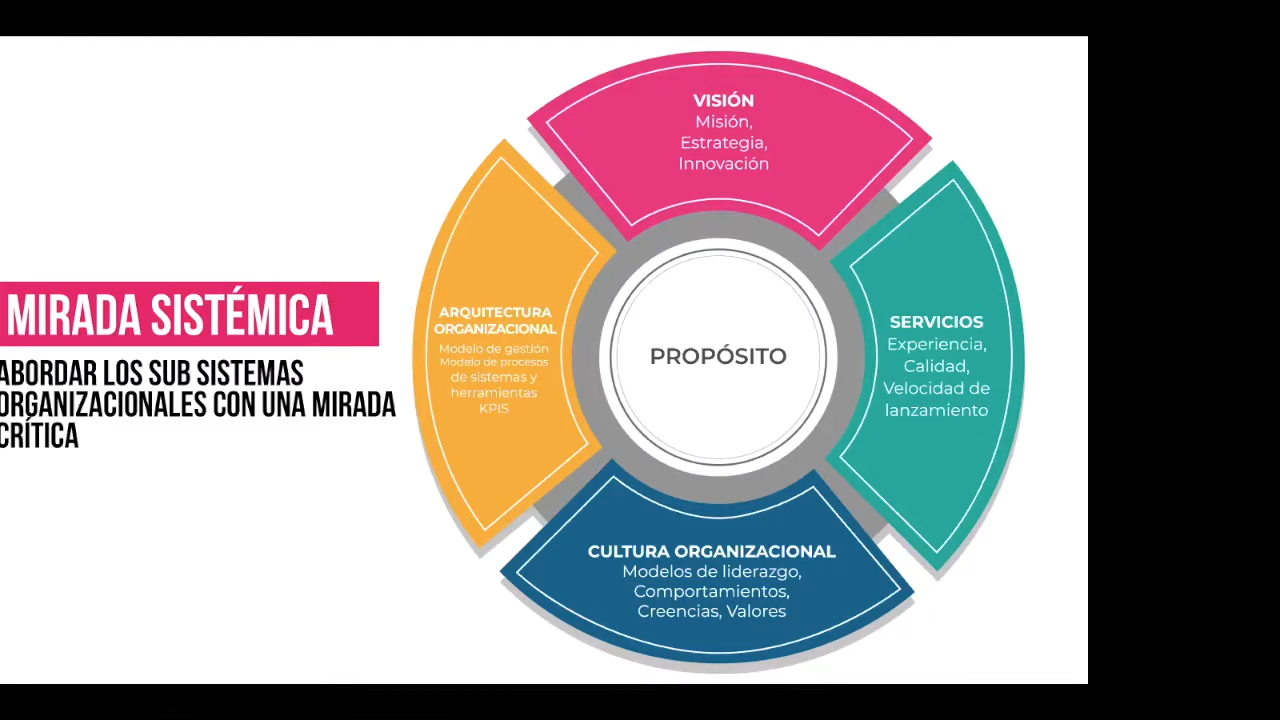 MIRADA SISTÉMICA
ABORDAR LOS SUB SISTEMAS
ORGANIZACIONALES CON UNA MIRADA
CRÍTICA
VISIÓN
Misión,
Estrategia,
Innovación
ARQUITECTURA
ORGANIZACIONAL
Modelo de gestión
Modelo de procesos
de sistemas y
herramientas
KPIS
PROPÓSITO
SERVICIOS
Experiencia,
Calidad,
Velocidad de
lanzamiento
CULTURA ORGANIZACIONAL
Modelos de liderazgo,
Comportamientos,
Creencias, Valores